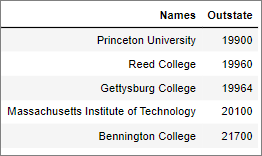 Names Outstate
Princeton University 19900
Reed College 19960
Gettysburg College 19964
Massachusetts Institute of Technology 20100
Bennington College 21700